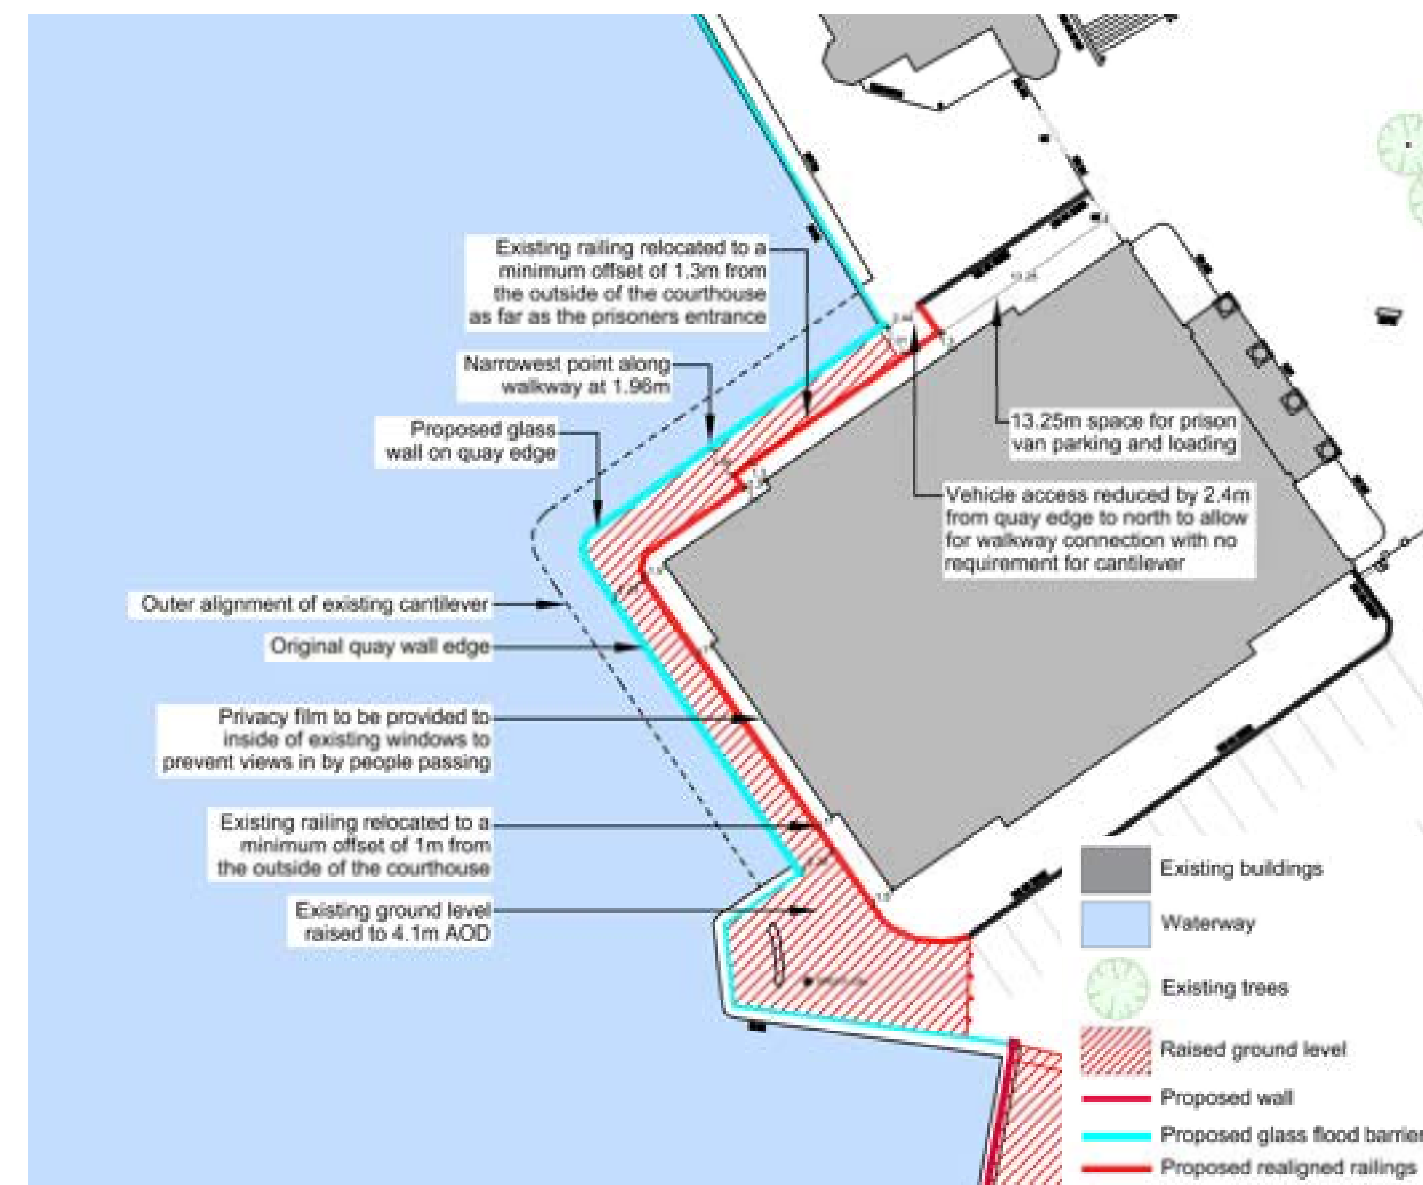 Existing railing relocated to a
minimum offset of 1.3m from
the outside of the courthouse
as far as the prisoners entrance
Narrowest point along
walkway at 1.96m
Proposed glass
wall on quay edge
13.25m space for prison
van parking and loading
Vehicle access reduced by 2.4m
from quay edge to north to allow
for walkway connection with no
requirement for cantilever
Outer alignment of existing cantilever
Original quay wall edge
Privacy film to be provided to
inside of existing windows to
prevent views in by people passing
Existing railing relocated to a
minimum offset of 1m from
the outside of the courthouse
Existing ground level
raised to 4.1m AOD
Existing buildings
Waterway
Existing trees
Raised ground level
Proposed wall
Proposed glass flood barrier
Proposed realigned railings